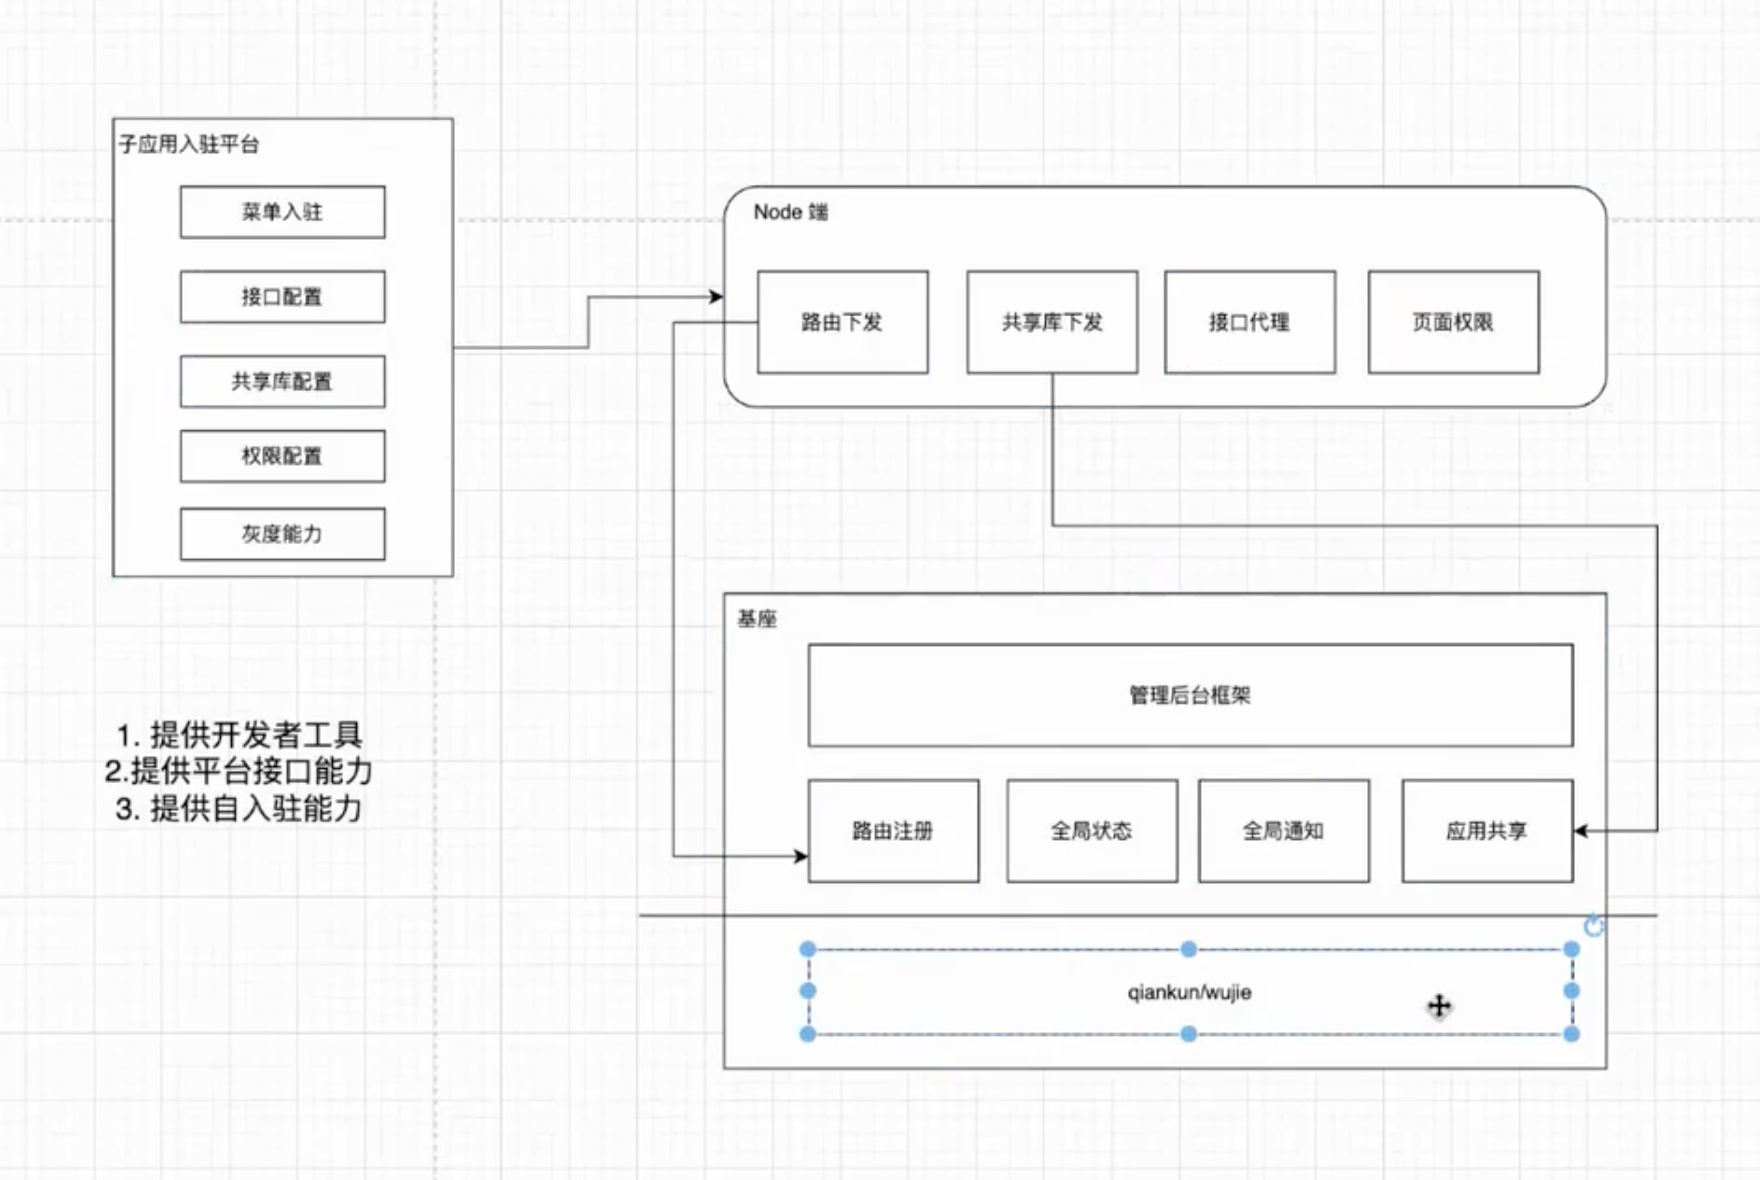 子应用入驻平台
菜单入驻
接口配置
共享库配置
权限配置
灰度能力
1. 提供开发者工具
2.提供平台接口能力
3. 提供自入驻能力
Node 端
路由下发
共享库下发
接口代理
页面权限
基座
管理后台框架
路由注册
全局状态
全局通知
应用共享
qiankun/wujie